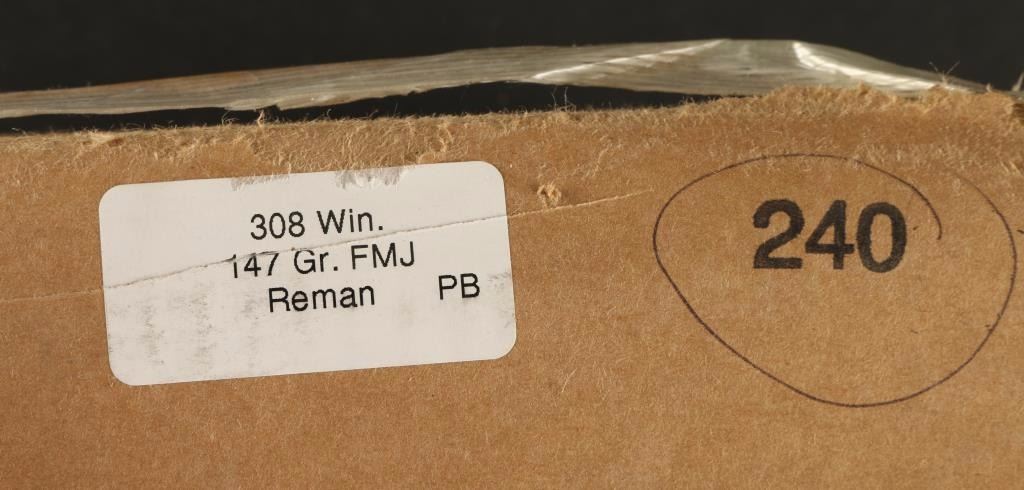 308 Win.
147 Gr. FMJ
Reman PB
240